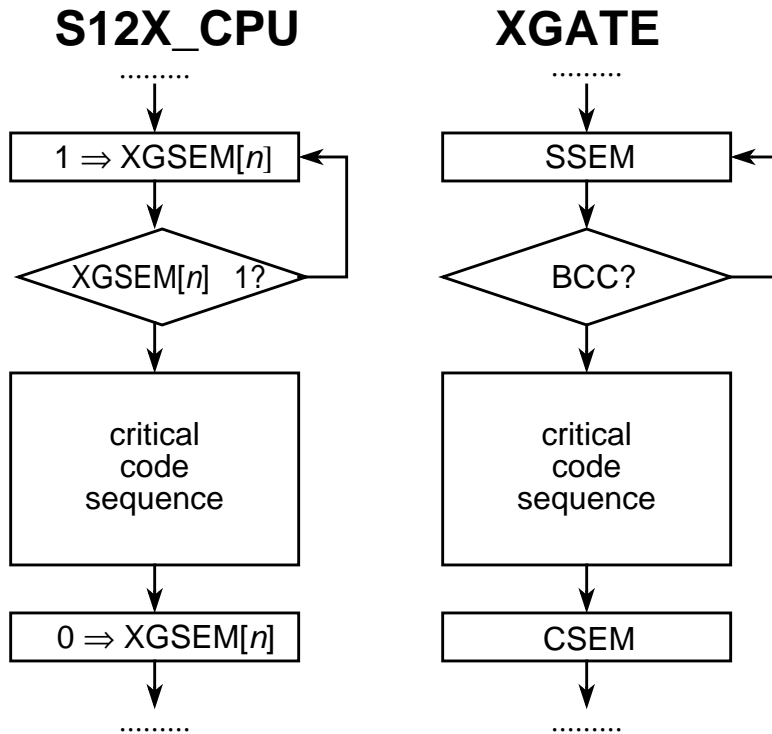 S12X_CPU
.........
1 ⇒ XGSEM[n]
XGSEM[n] 1?
critical
code
sequence
0 ⇒ XGSEM[n]
.........
XGATE
.........
SSEM
BCC?
critical
code
sequence
CSEM
.........